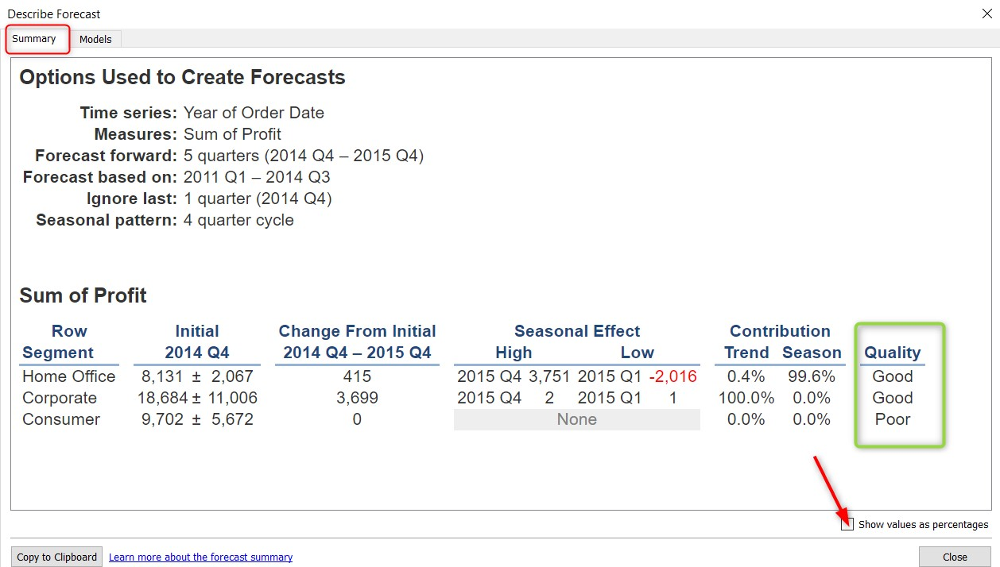 Describe Forecast
Summary Models
Options Used to Create Forecasts
Time series: Year of Order Date
Measures: Sum of Profit
Forecast forward: 5 quarters (2014 Q4 – 2015 Q4)
Forecast based on: 2011 Q1 – 2014 Q3
Ignore last: 1 quarter (2014 Q4)
Seasonal pattern: 4 quarter cycle
Sum of Profit
Row Initial Change From Initial Seasonal Effect Contribution
Segment 2014 Q4 2014 Q4 – 2015 Q4 High Low Trend Season Quality
Home Office 8,131 ± 2,067 415 2015 Q4 3,751 2015 Q1 -2,016 0.4% 99.6% Good
Corporate 18,684 ± 11,006 3,699 2015 Q4 2 2015 Q1 1 100.0% 0.0% Good
Consumer 9,702 ± 5,672 0 None 0.0% 0.0% Poor
Show values as percentages
Copy to Clipboard Learn more about the forecast summary Close